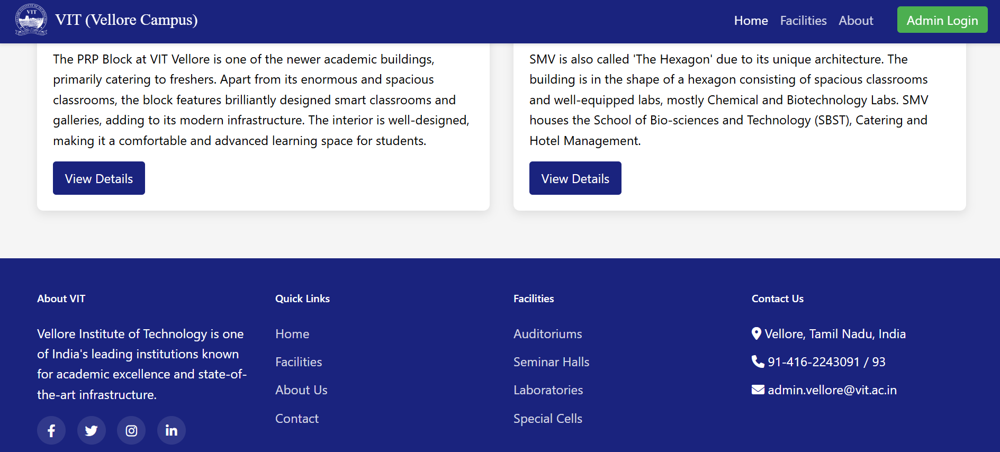 VIT
VIT (Vellore Campus)
Home
Facilities
About
Admin Login
The PRP Block at VIT Vellore is one of the newer academic buildings,
primarily catering to freshers. Apart from its enormous and spacious
classrooms, the block features brilliantly designed smart classrooms and
galleries, adding to its modern infrastructure. The interior is well-designed,
making it a comfortable and advanced learning space for students.
View Details
SMV is also called 'The Hexagon' due to its unique architecture. The
building is in the shape of a hexagon consisting of spacious classrooms
and well-equipped labs, mostly Chemical and Biotechnology Labs. SMV
houses the School of Bio-sciences and Technology (SBST), Catering and
Hotel Management.
View Details
About VIT
Vellore Institute of Technology is one
of India's leading institutions known
for academic excellence and state-of-
the-art infrastructure.
Quick Links
Home
Facilities
About Us
Contact
Facilities
Auditoriums
Seminar Halls
Laboratories
Special Cells
Contact Us
Vellore, Tamil Nadu, India
91-416-2243091 / 93
admin.vellore@vit.ac.in